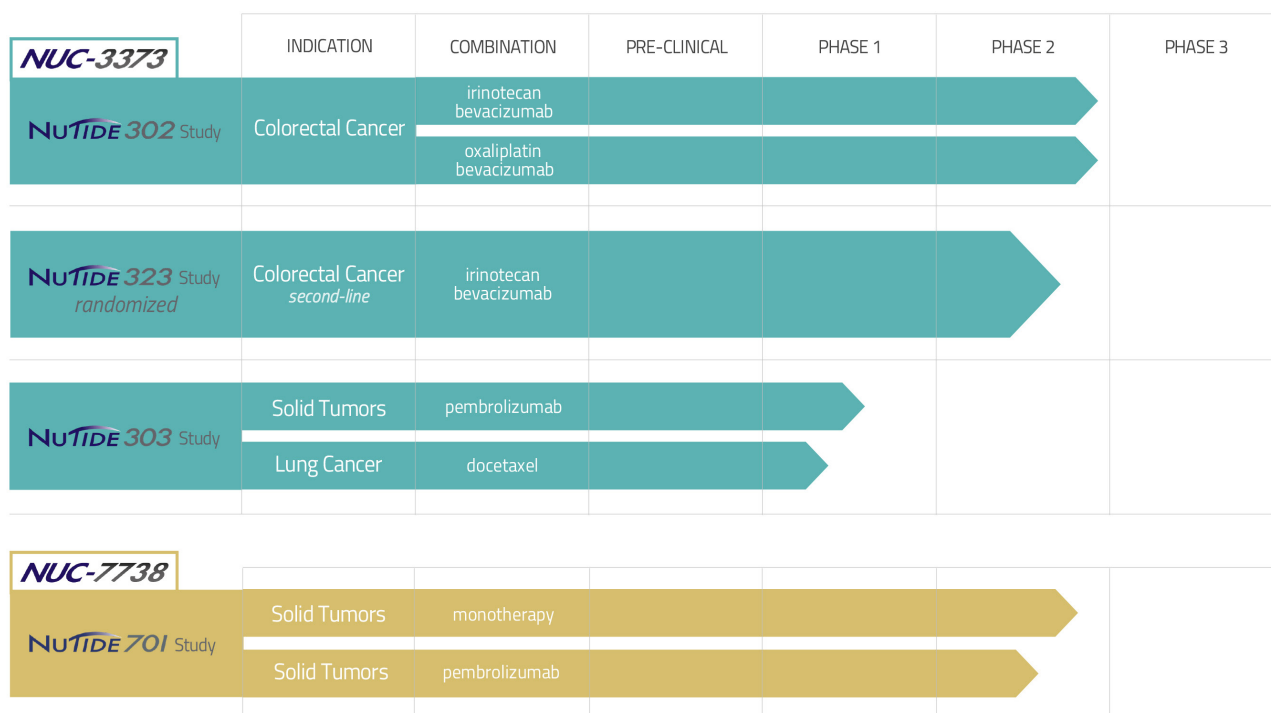 INDICATION COMBINATION PRE-CLINICAL PHASE 1 PHASE 2 PHASE 3
NUC-3373
NUTIDE 302 Study
Colorectal Cancer
irinotecan
bevacizumab
oxaliplatin
bevacizumab
NUTIDE 323 Study
randomized
Colorectal Cancer
second-line
irinotecan
bevacizumab
NUTIDE 303 Study
Solid Tumors
pembrolizumab
Lung Cancer
docetaxel
NUC-7738
NUTIDE 701 Study
Solid Tumors
monotherapy
Solid Tumors
pembrolizumab